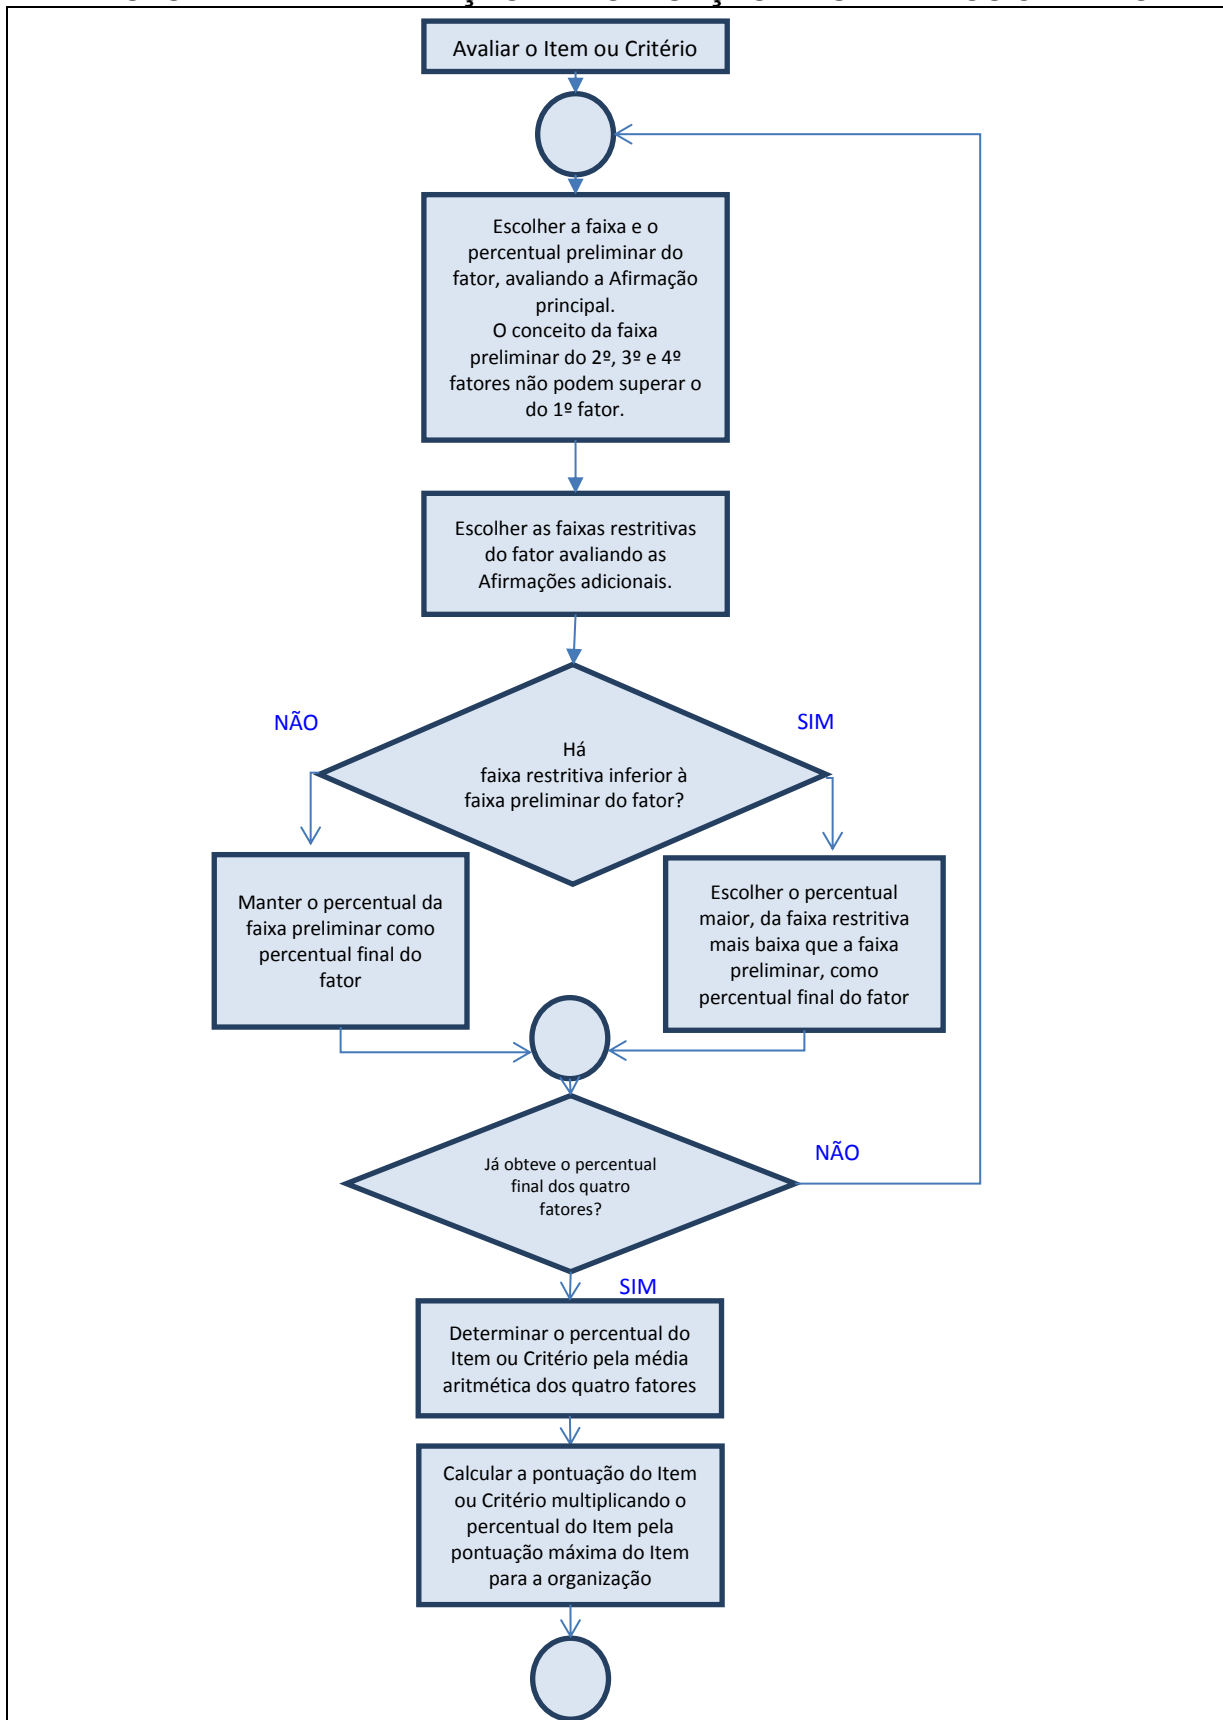 Avaliar o Item ou Critério
Escolher a faixa e o
percentual preliminar do
fator, avaliando a Afirmação
principal.
O conceito da faixa
preliminar do 2º, 3º e 4º
fatores não podem superar o
do 1º fator.
Escolher as faixas restritivas
do fator avaliando as
Afirmações adicionais.
NÃO
SIM
Há
faixa restritiva inferior à
faixa preliminar do fator?
Manter o percentual da
faixa preliminar como
percentual final do
fator
Escolher o percentual
maior, da faixa restritiva
mais baixa que a faixa
preliminar, como
percentual final do fator
Já obteve o percentual
final dos quatro
fatores?
NÃO
SIM
Determinar o percentual do
Item ou Critério pela média
aritmética dos quatro fatores
Calcular a pontuação do Item
ou Critério multiplicando o
percentual do Item pela
pontuação máxima do Item
para a organização